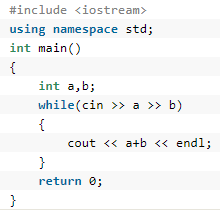 #include <iostream>
using namespace std;
int main()
{
    int a,b;
    while(cin >> a >> b)
    {
        cout << a+b << endl;
    }
    return 0;
}